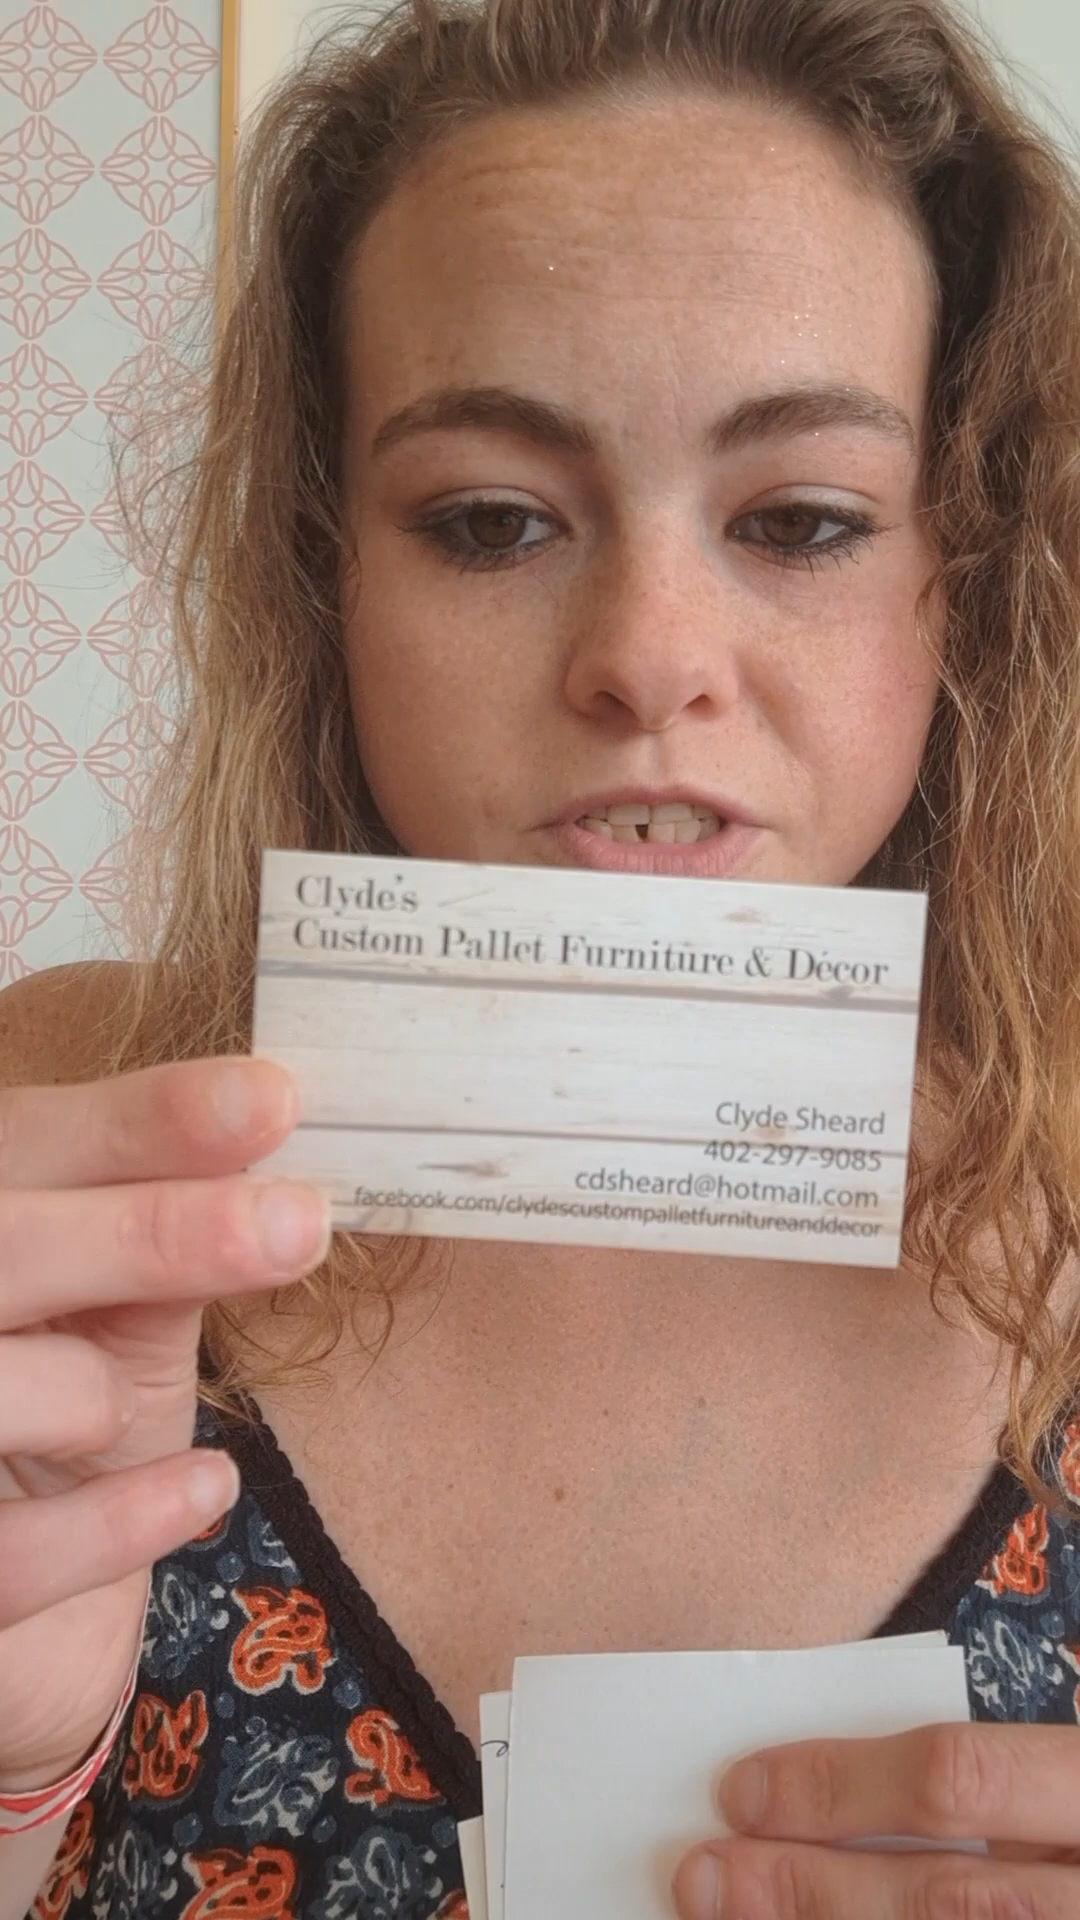 Clyde's
Custom Pallet Furniture & Décor
Clyde Sheard
402-297-9085
cdsheard@hotmail.com
facebook.com/clydescustompalletfurnitureanddecor